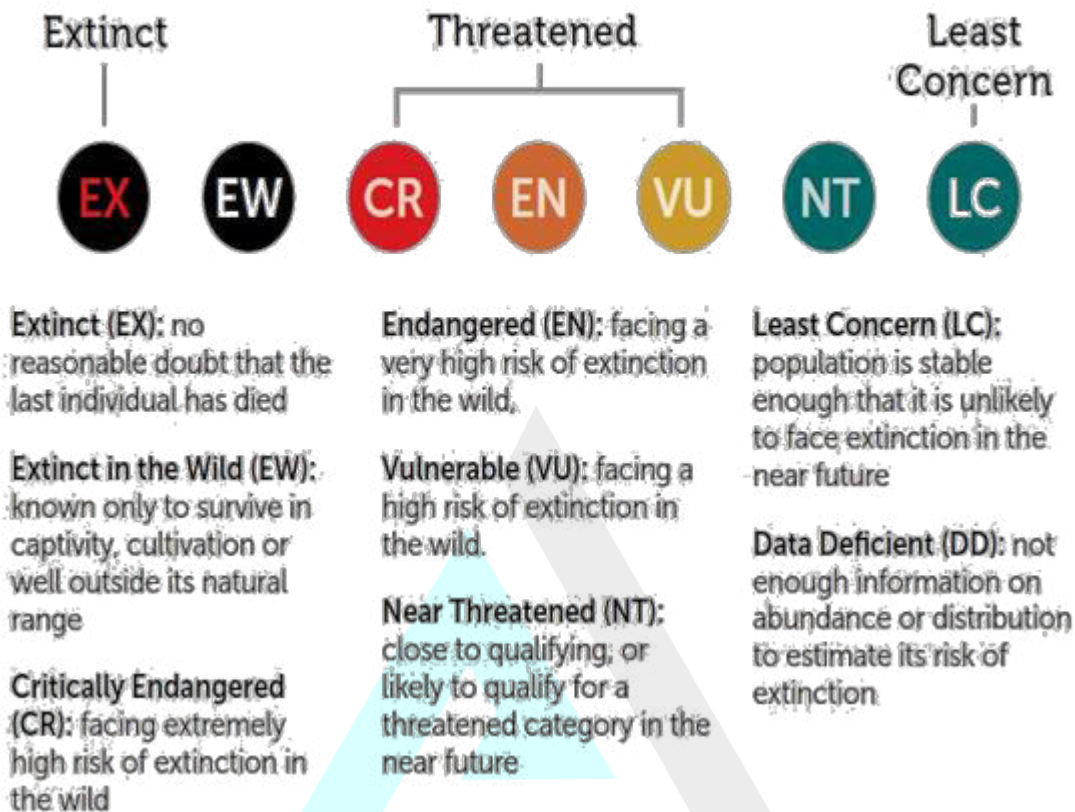 Extinct
Threatened
Least
Concern
EX
EW
CR
EN
VU
NT
LC
Extinct (EX): no
reasonable doubt that the
last individual has died
Extinct in the Wild (EW):
known only to survive in
captivity, cultivation or
well outside its natural
range
Critically Endangered
(CR): facing extremely
high risk of extinction in
the wild
Endangered (EN): facing a
very high risk of extinction
in the wild,
Vulnerable (VU): facing a
high risk of extinction in
the wild.
Near Threatened (NT):
close to qualifying, or
likely to qualify for a
threatened category in the
near future
Least Concern (LC):
population is stable
enough that it is unlikely
to face extinction in the
near future
Data Deficient (DD): not
enough information on
abundance or distribution
to estimate its risk of
extinction